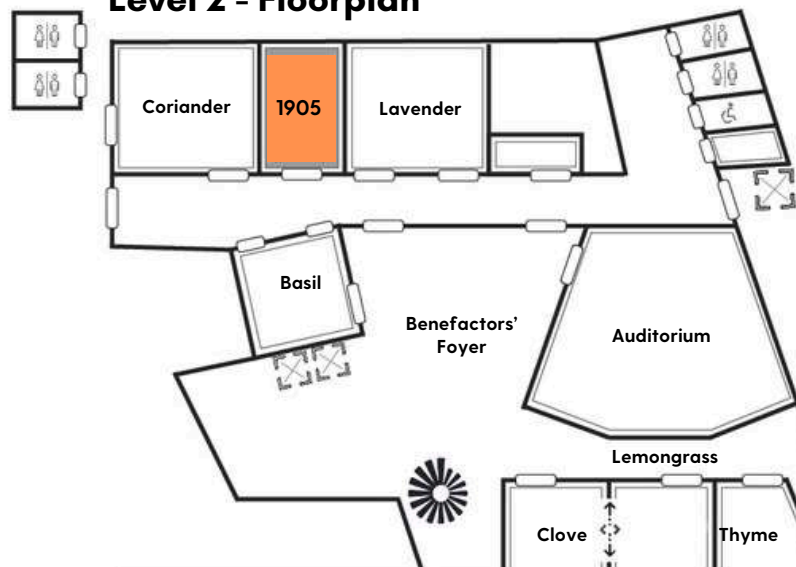 Level 2 - Floorplan
Coriander
1905
Lavender
Basil
Benefactors'
Foyer
Auditorium
Lemongrass
Clove
Thyme